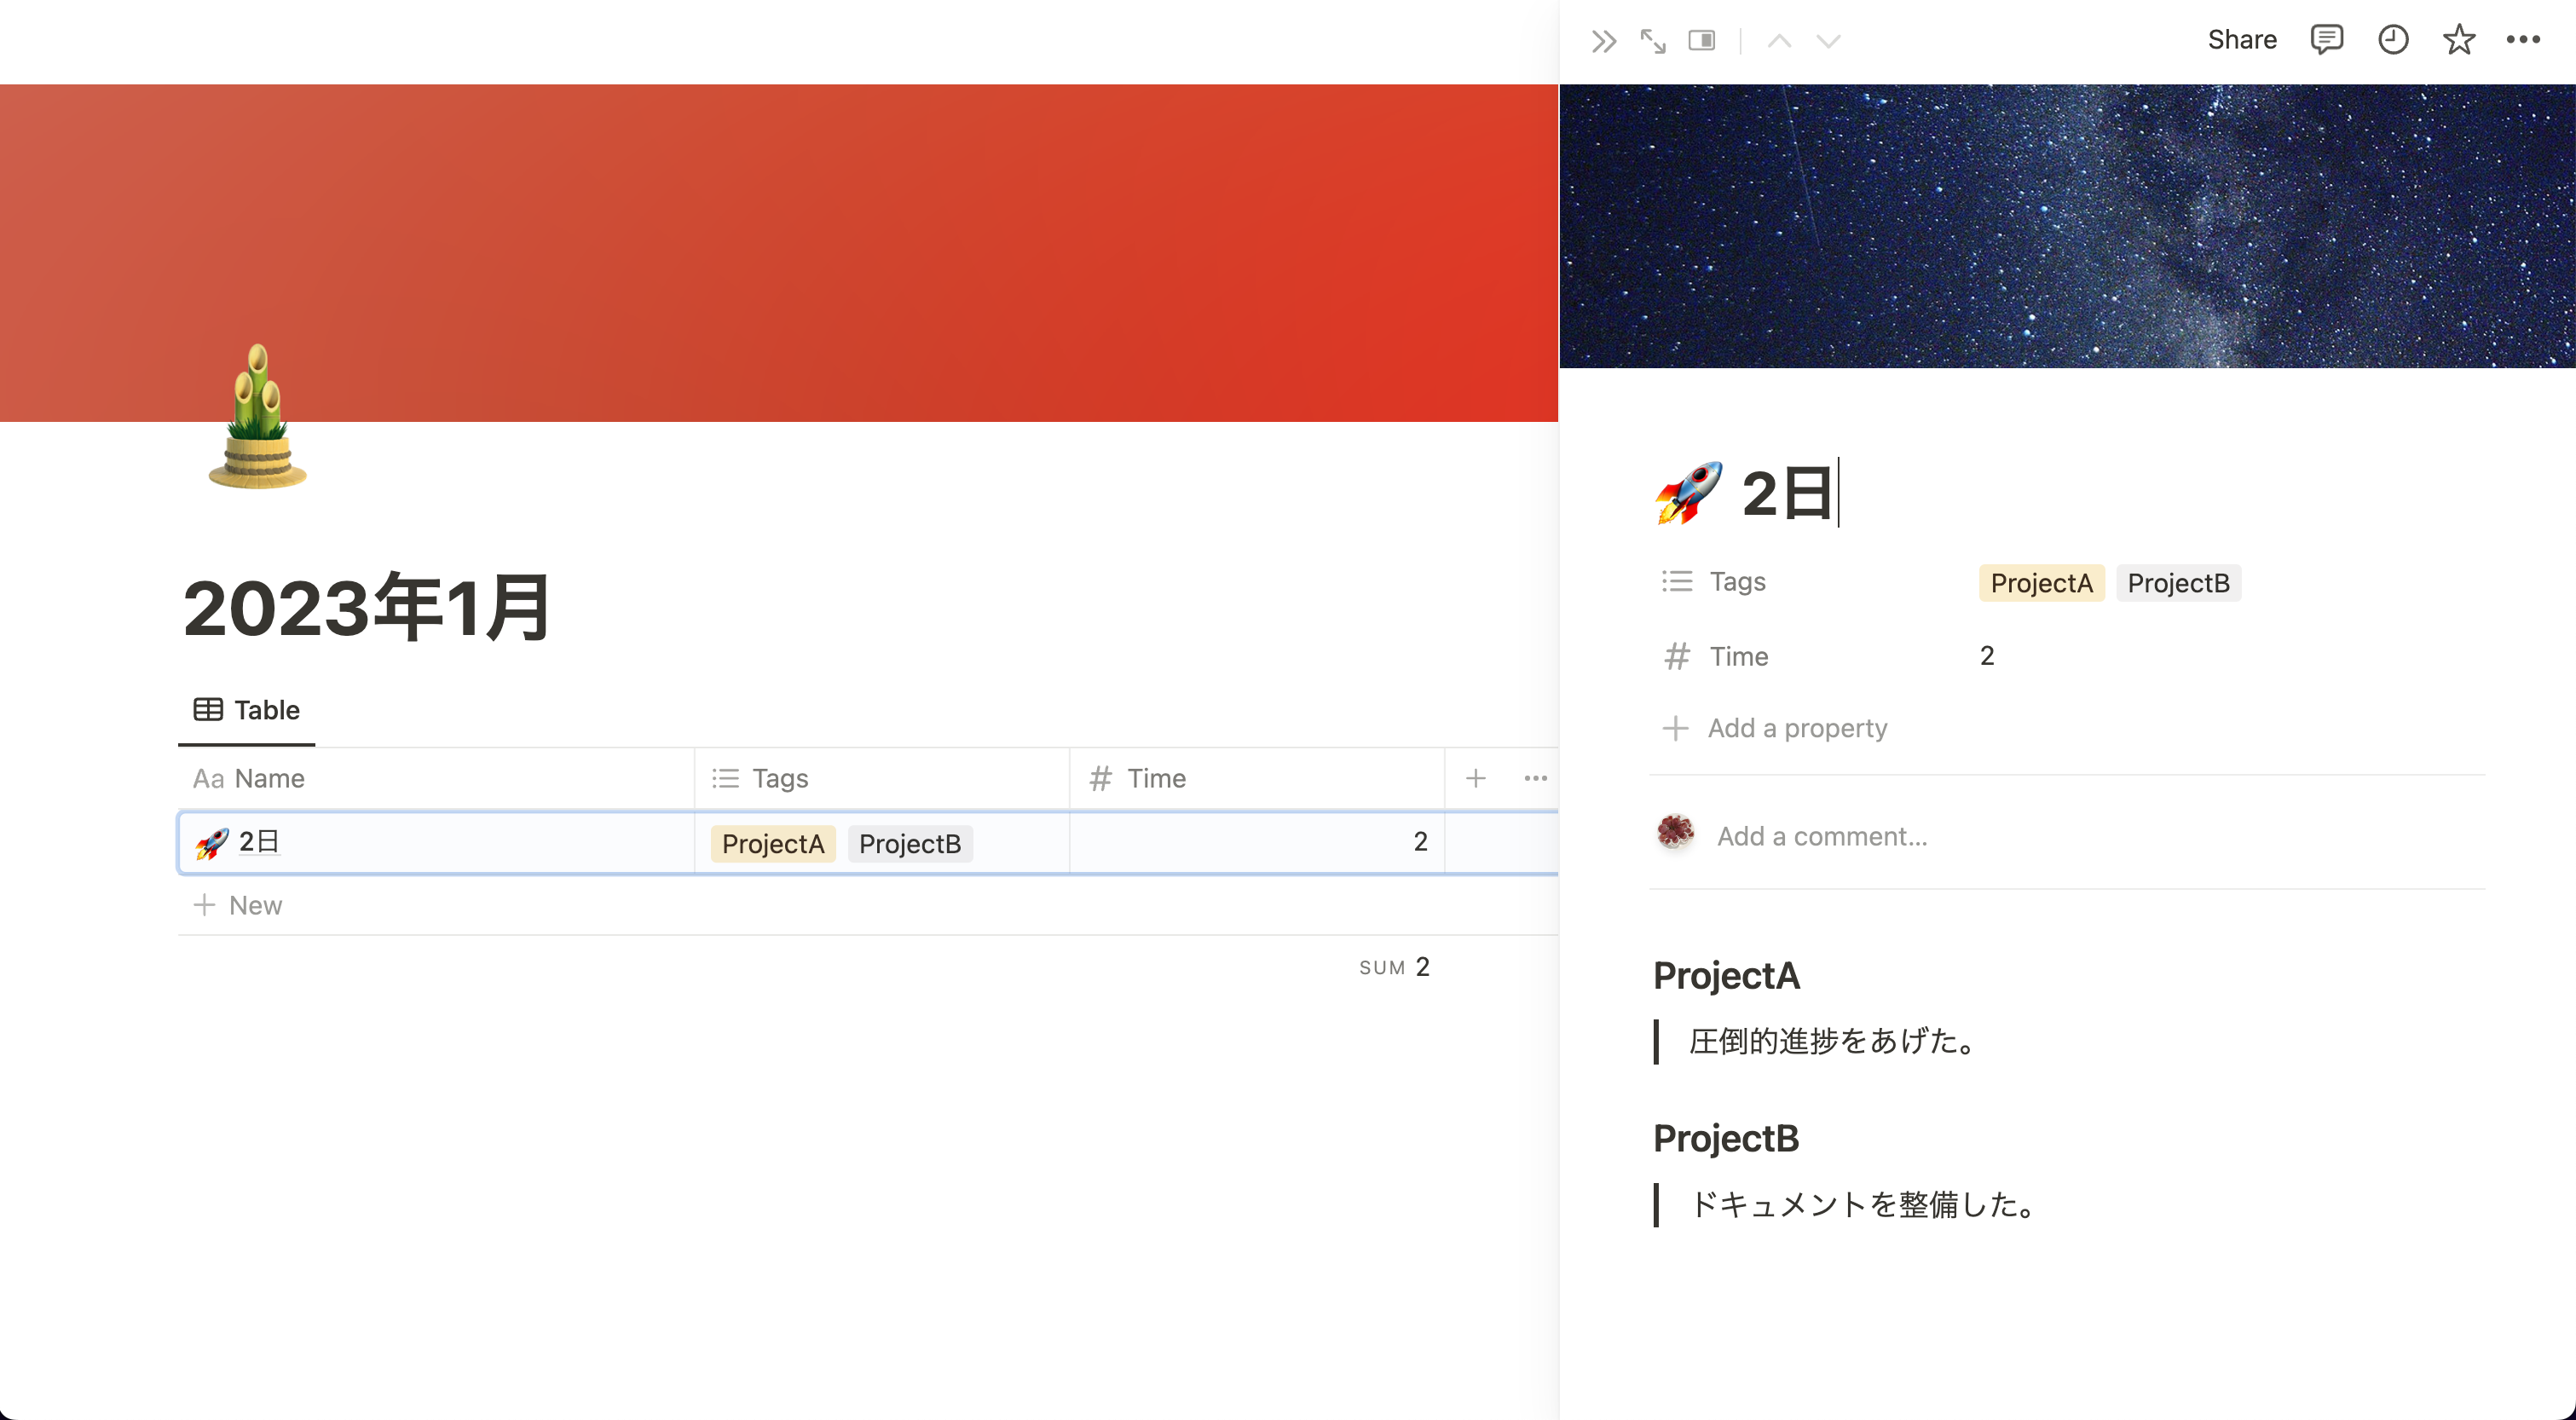 2023年1月
Table
Aa Name Tags # Time
🚀 2日 ProjectA ProjectB 2
+ New
SUM 2
Share
🚀 2日
Tags ProjectA ProjectB
# Time 2
+ Add a property
Add a comment...
ProjectA
圧倒的進捗をあげた。
ProjectB
ドキュメントを整備した。